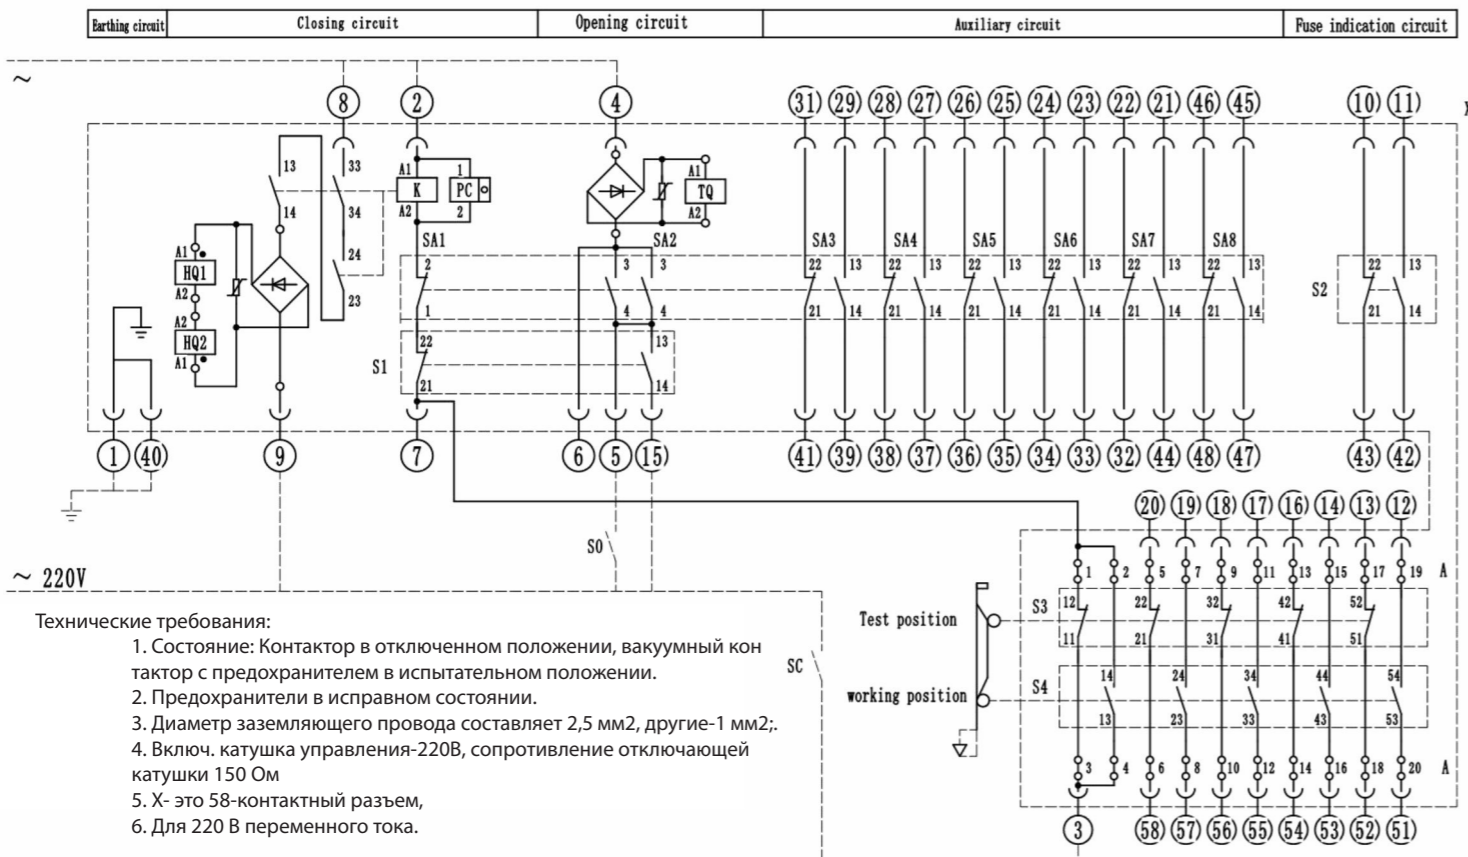 Earthing circuit Closing circuit Opening circuit Auxiliary circuit Fuse indication circuit
~
8 2 4 31 29 28 27 26 25 24 23 22 21 46 45 10 11
13 33 A1 1 A1
K PC TQ
14 34 A2 2 A2
A1 24 SA1 SA2 SA3 SA4 SA5 SA6 SA7 SA8
HQ1 2 3 3 22 13 22 13 22 13 22 13 22 13 22 13 22 13
A2 23 S2
A2 1 4 4 21 14 21 14 21 14 21 14 21 14 21 14 21 14
HQ2 22 13
A1 S1
21 14
1 40 9 7 6 5 15 41 39 38 37 36 35 34 33 32 44 48 47 43 42
20 19 18 17 16 14 13 12
S0
~ 220V
1 2 5 7 9 11 13 15 17 19 A
S3 12 22 32 42 52
Test position
11 21 31 41 51
SC
S4 14 24 34 44 54
working position
13 23 33 43 53
3 4 6 8 10 12 14 16 18 20 A
3 58 57 56 55 54 53 52 51
Технические требования:
1. Состояние: Контактор в отключенном положении, вакуумный кон
тактор с предохранителем в испытательном положении.
2. Предохранители в исправном состоянии.
3. Диаметр заземляющего провода составляет 2,5 мм2, другие-1 мм2;.
4. Включ. катушка управления-220В, сопротивление отключающей
катушки 150 Ом
5. X- это 58-контактный разъем,
6. Для 220 В переменного тока.